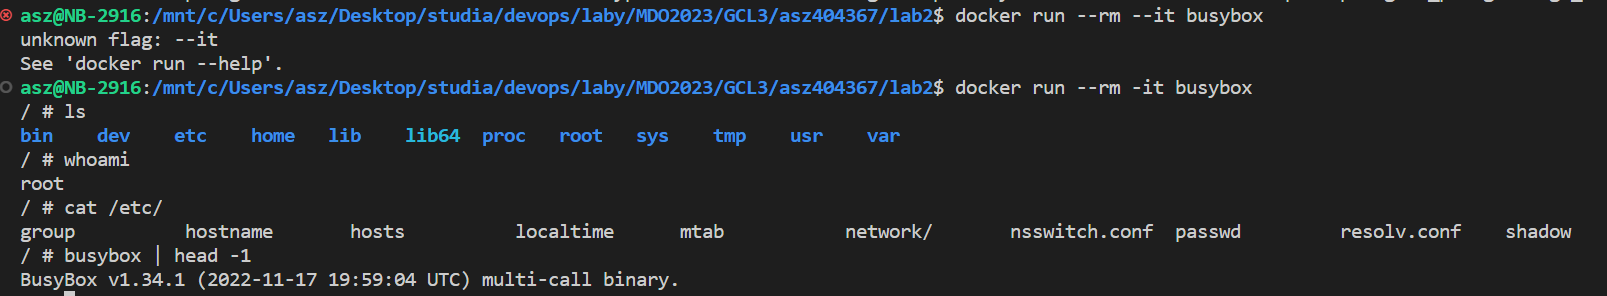 asz@NB-2916:/mnt/c/Users/asz/Desktop/studia/devops/laby/MDO2023/GCL3/asz404367/lab2$ docker run --rm --it busybox
unknown flag: --it
See 'docker run --help'.
asz@NB-2916:/mnt/c/Users/asz/Desktop/studia/devops/laby/MDO2023/GCL3/asz404367/lab2$ docker run --rm -it busybox
/ # ls
bin dev etc home lib lib64 proc root sys tmp usr var
/ # whoami
root
/ # cat /etc/
group hostname hosts localtime mtab network/ nsswitch.conf passwd resolv.conf shadow
/ # busybox | head -1
BusyBox v1.34.1 (2022-11-17 19:59:04 UTC) multi-call binary.